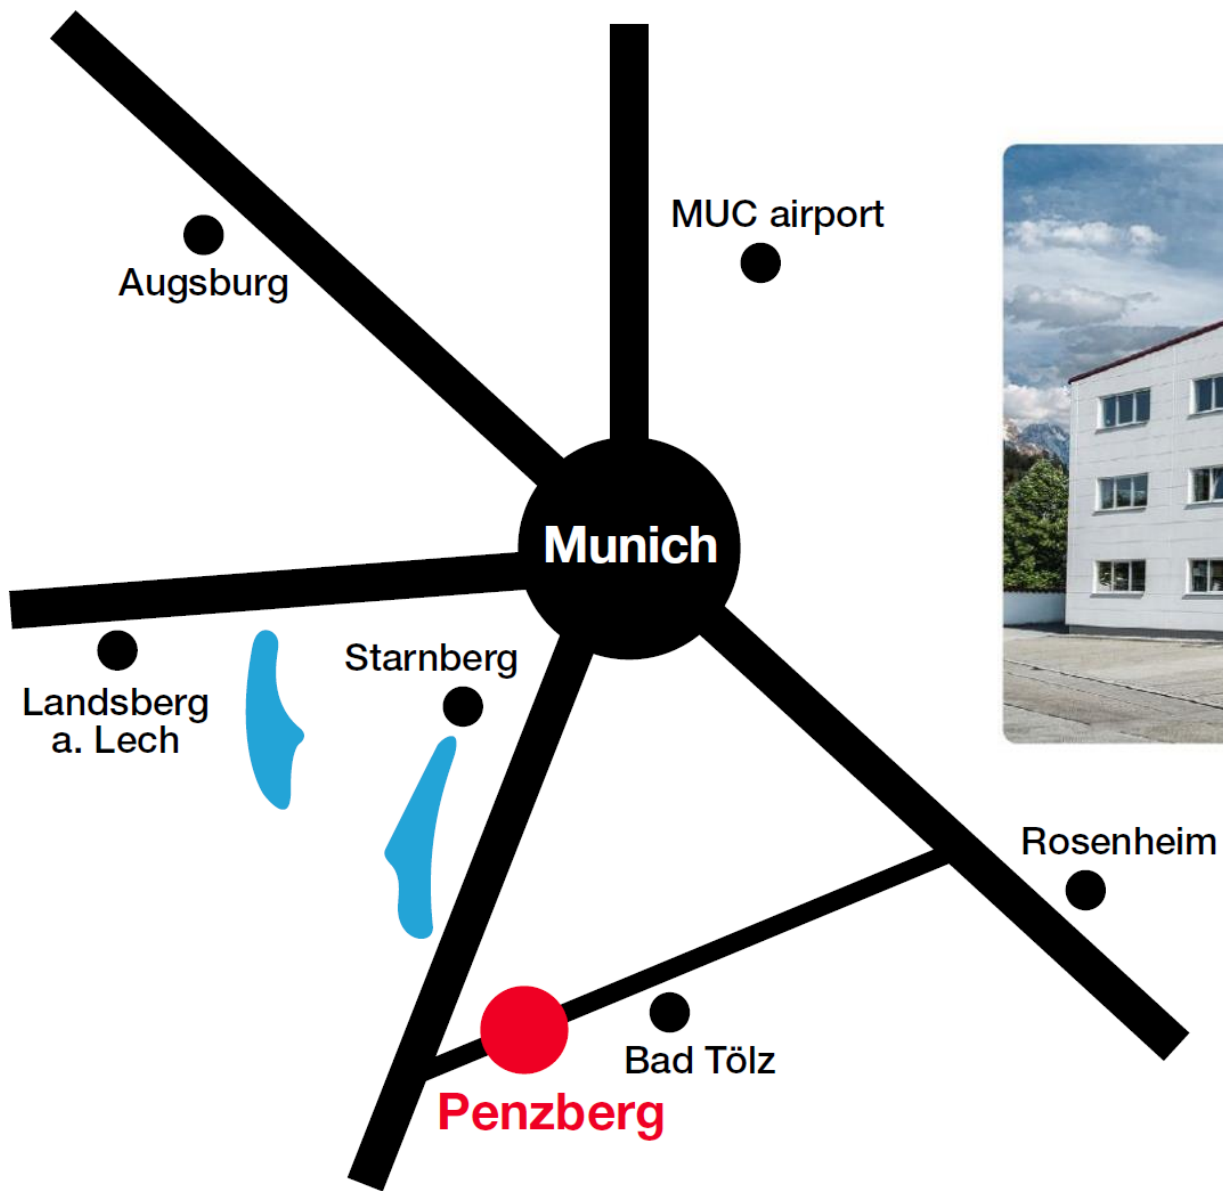 MUC airport
Augsburg
Munich
Starnberg
Landsberg
a. Lech
Rosenheim
Bad Tölz
Penzberg